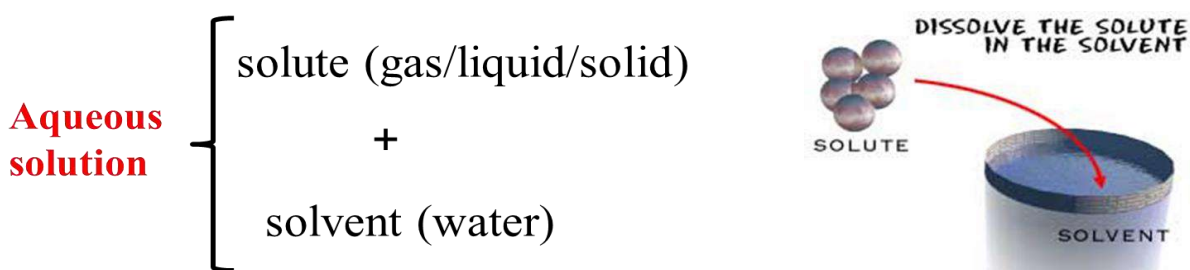 Aqueous
solution
solute (gas/liquid/solid)
+
solvent (water)
DISSOLVE THE SOLUTE
IN THE SOLVENT
SOLUTE
SOLVENT